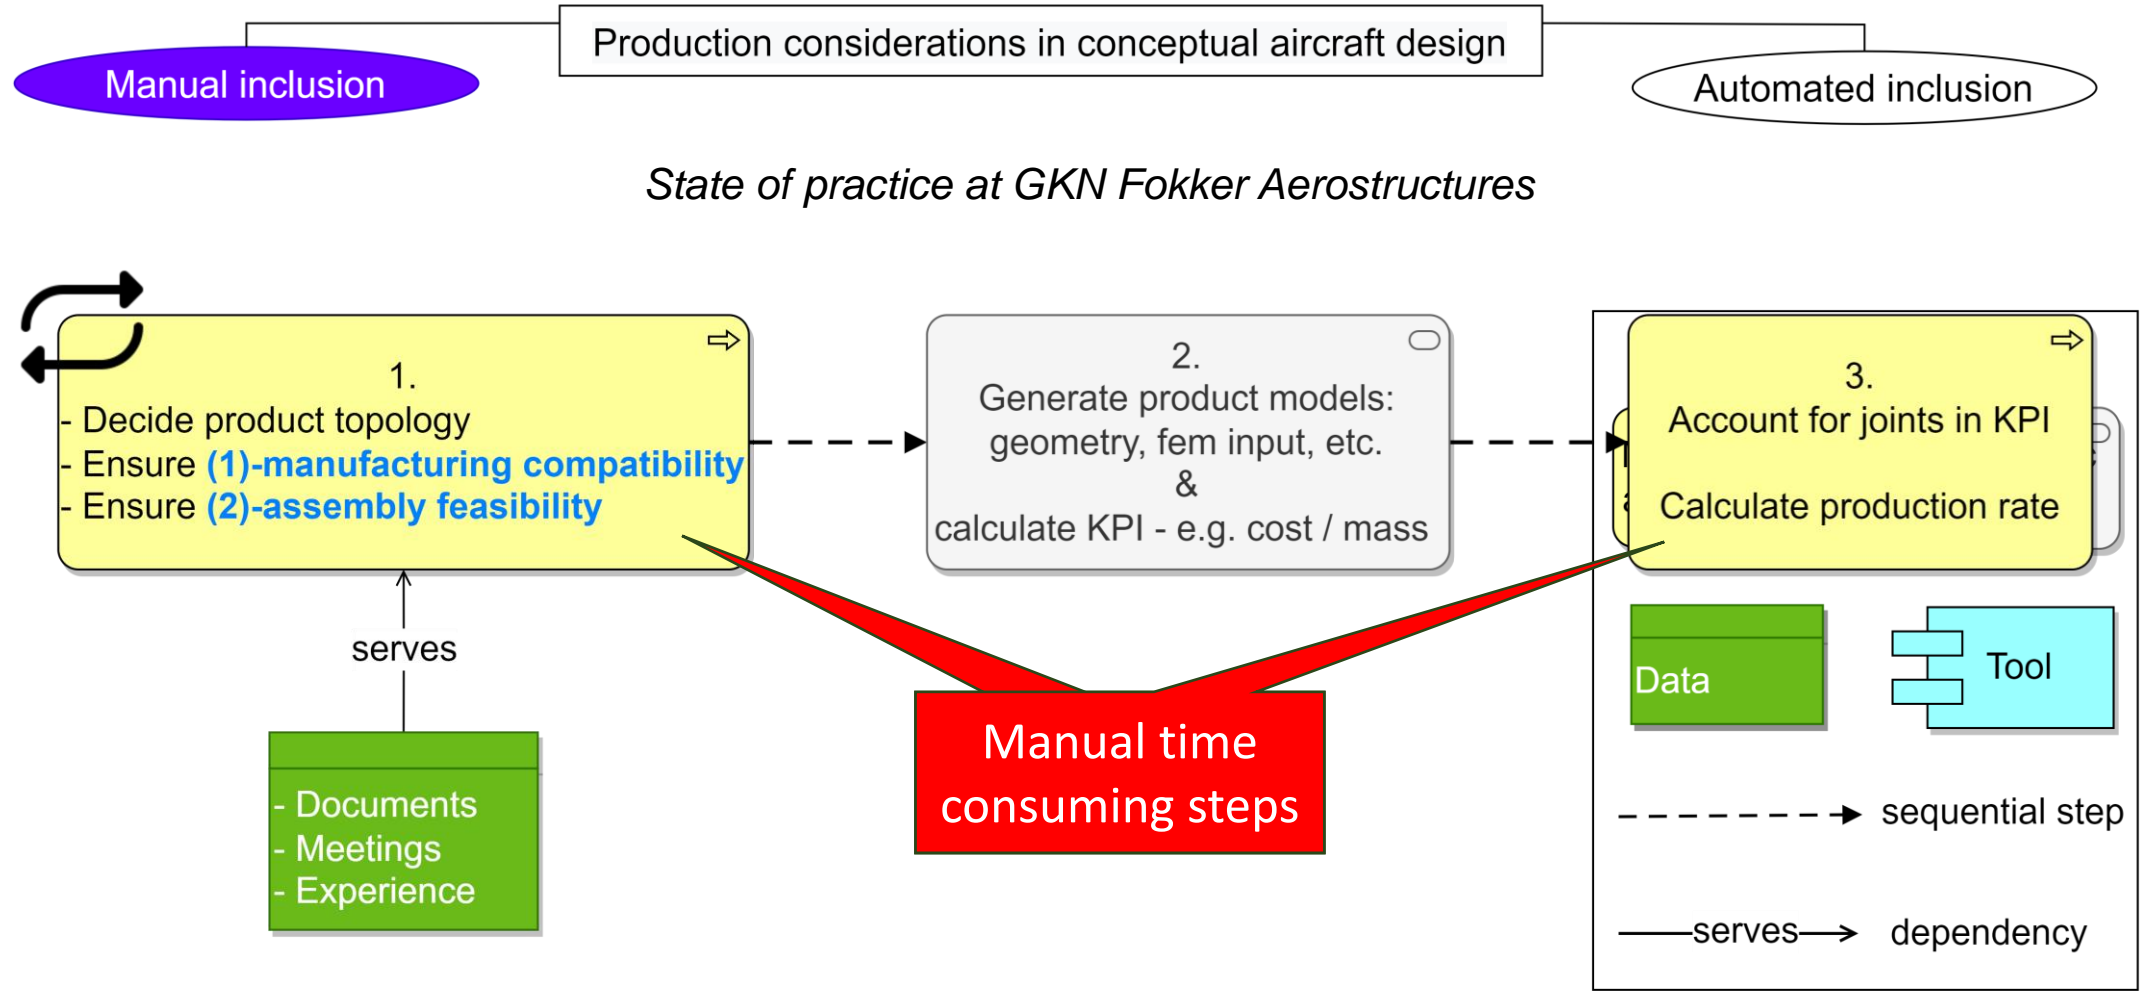 Production considerations in conceptual aircraft design
Manual inclusion
Automated inclusion
State of practice at GKN Fokker Aerostructures
1.
- Decide product topology
- Ensure (1)-manufacturing compatibility
- Ensure (2)-assembly feasibility
2.
Generate product models:
geometry, fem input, etc.
&
calculate KPI - e.g. cost / mass
3.
Account for joints in KPI
Calculate production rate
serves
- Documents
- Meetings
- Experience
Manual time
consuming steps
Data
Tool
sequential step
serves
dependency